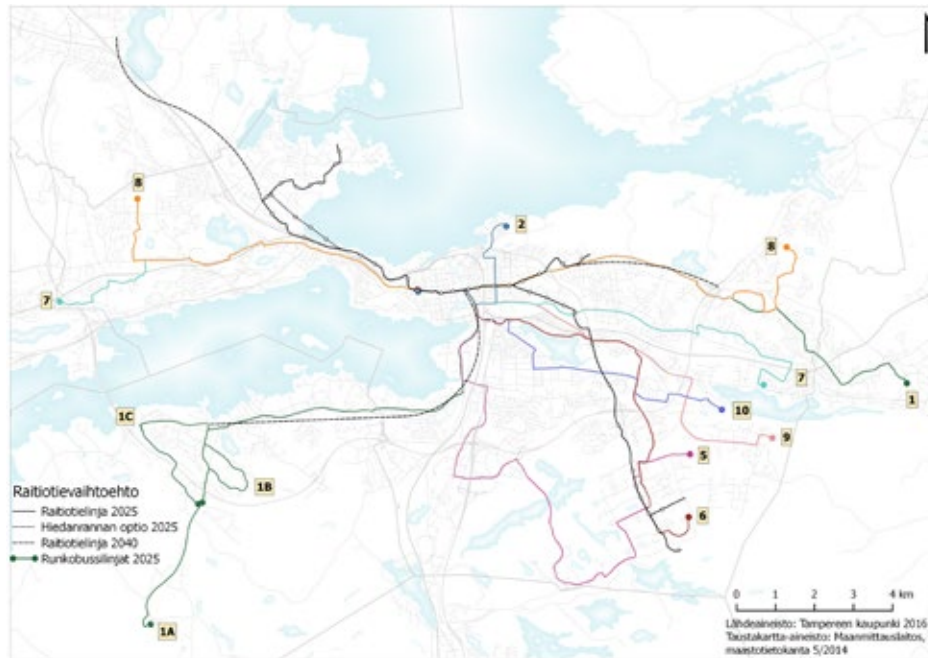 8
2
8
7
7
1
1C
10
9
5
1B
6
1A
Raitiotievaihtoehto
Raitiotielinja 2025
Hiedanrannan optio 2025
Raitiotielinja 2040
Runkobussilinjat 2025
0 1 2 3 4 km
Lähdeaineisto: Tampereen kaupunki 2016
Taustakartta-aineisto: Maanmittauslaitos,
maastotietokanta 5/2014